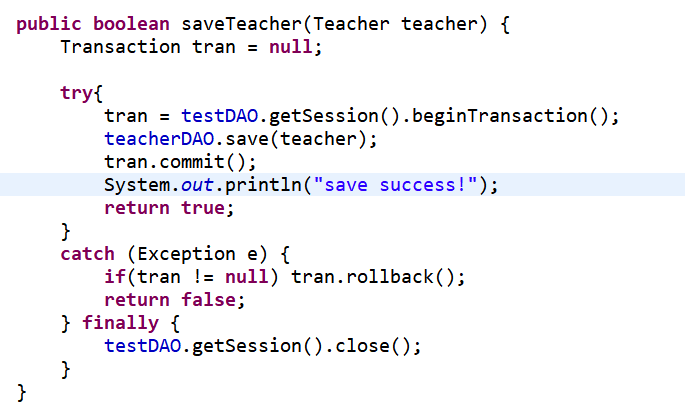 public boolean saveTeacher(Teacher teacher) {
    Transaction tran = null;

    try{
        tran = testDAO.getSession().beginTransaction();
        teacherDAO.save(teacher);
        tran.commit();
        System.out.println("save success!");
        return true;
    }
    catch (Exception e) {
        if(tran != null) tran.rollback();
        return false;
    } finally {
        testDAO.getSession().close();
    }
}